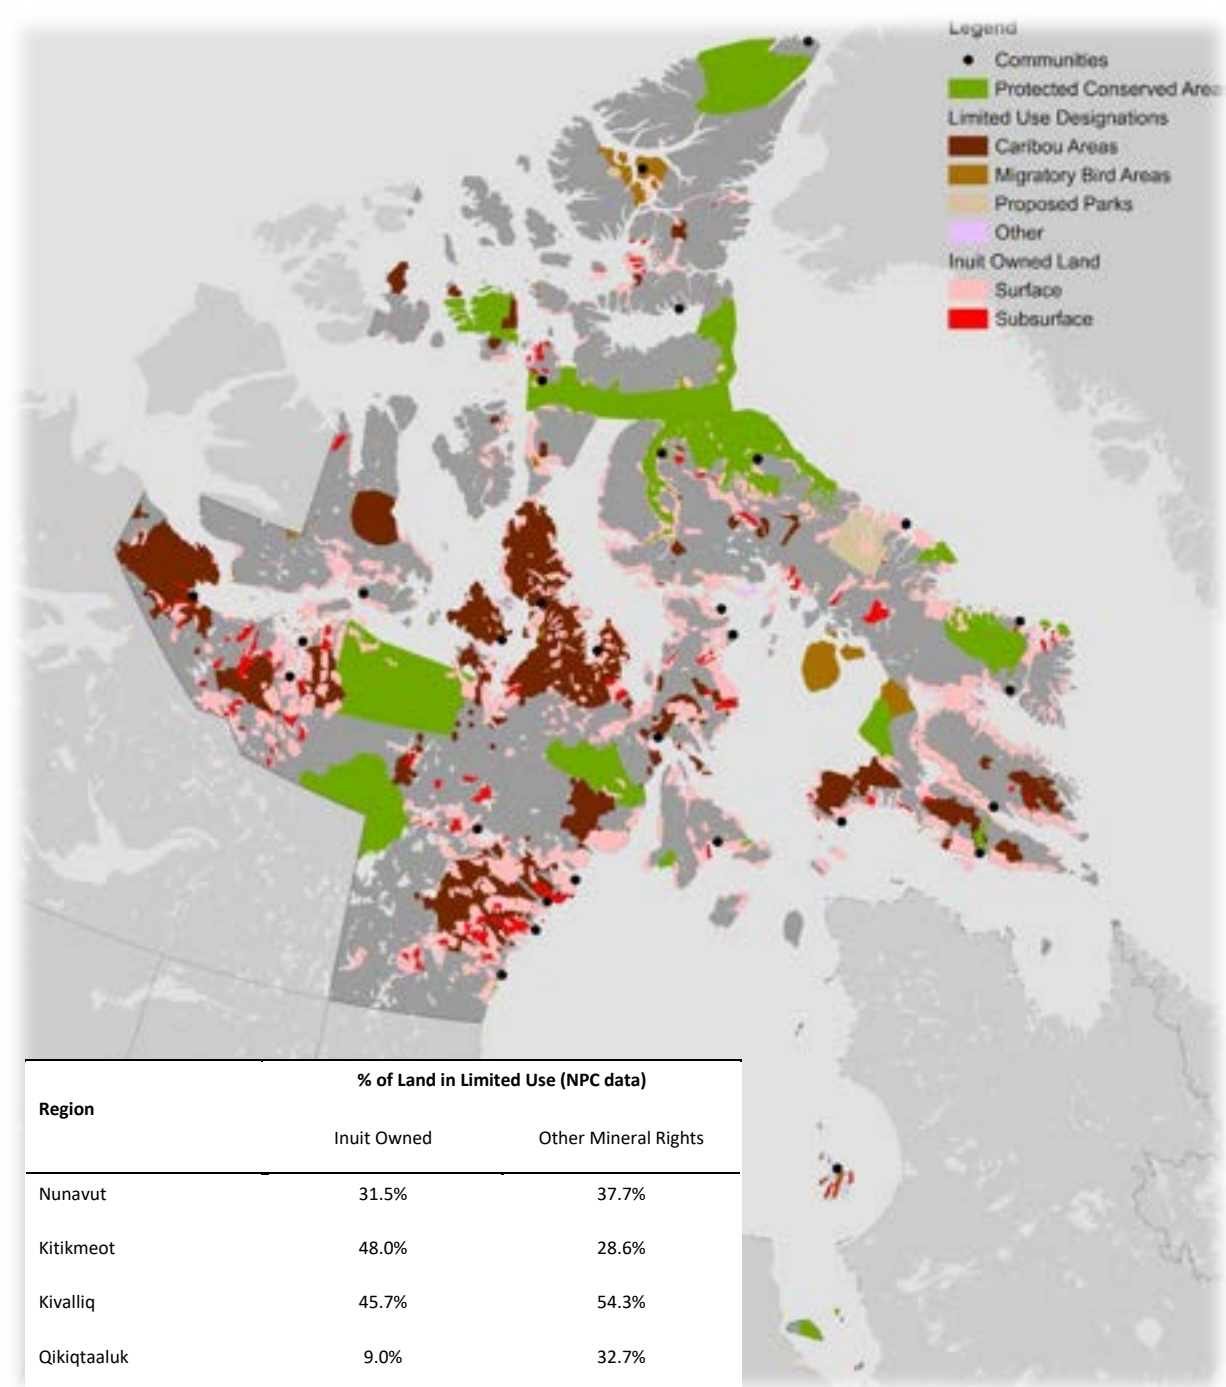 Legend
Communities
Protected Conserved Area
Limited Use Designations
Caribou Areas
Migratory Bird Areas
Proposed Parks
Other
Inuit Owned Land
Surface
Subsurface
% of Land in Limited Use (NPC data)
Region
Inuit Owned Other Mineral Rights
Nunavut 31.5% 37.7%
Kitikmeot 48.0% 28.6%
Kivalliq 45.7% 54.3%
Qikiqtaaluk 9.0% 32.7%